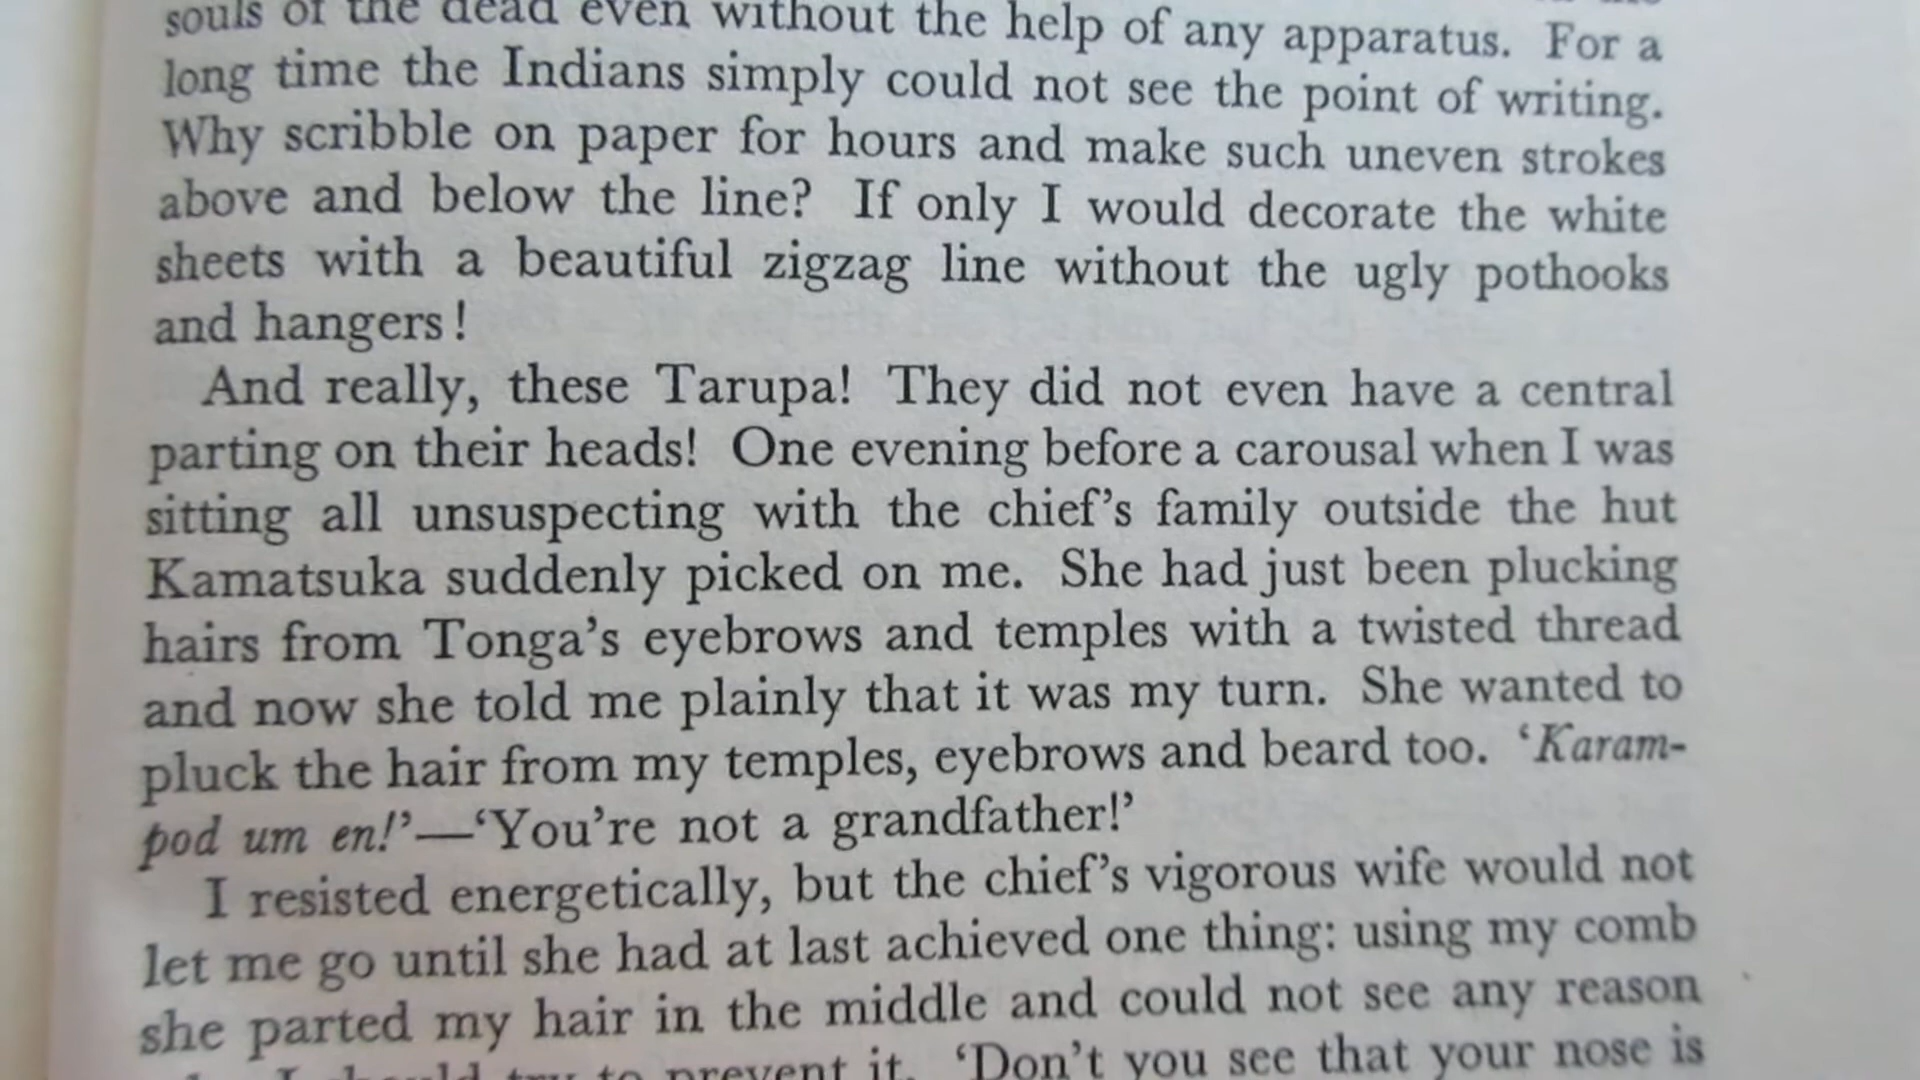 souls of the dead even without the help of any apparatus. For a
long time the Indians simply could not see the point of writing.
Why scribble on paper for hours and make such uneven strokes
above and below the line? If only I would decorate the white
sheets with a beautiful zigzag line without the ugly pothooks
and hangers!
And really, these Tarupa! They did not even have a central
parting on their heads! One evening before a carousal when I was
sitting all unsuspecting with the chief's family outside the hut
Kamatsuka suddenly picked on me. She had just been plucking
hairs from Tonga's eyebrows and temples with a twisted thread
and now she told me plainly that it was my turn. She wanted to
pluck the hair from my temples, eyebrows and beard too. ‘Karam-
pod um en!’—‘You're not a grandfather!’
I resisted energetically, but the chief's vigorous wife would not
let me go until she had at last achieved one thing: using my comb
she parted my hair in the middle and could not see any reason
I should try to prevent it. ‘Don't you see that your nose is